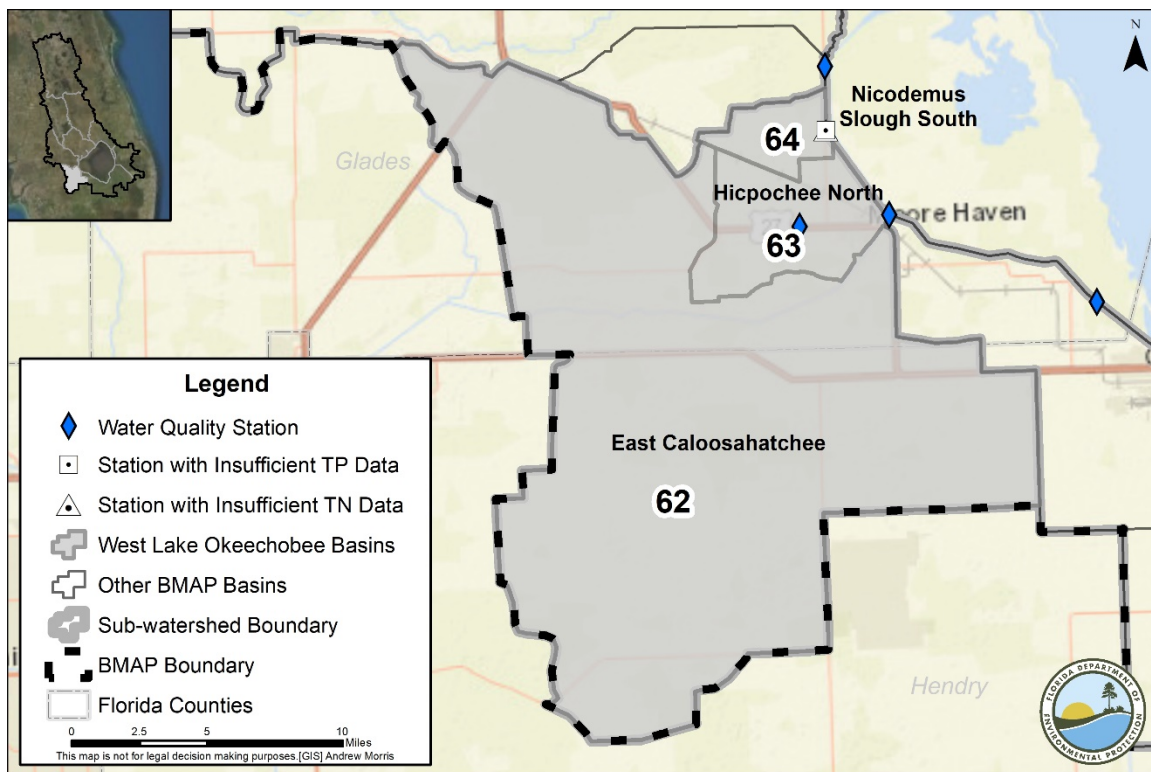 N
Nicodemus
Slough South
64
Glades
Hicpochee North
Moore Haven
27
63
Legend
Water Quality Station
Station with Insufficient TP Data
Station with Insufficient TN Data
West Lake Okeechobee Basins
Other BMAP Basins
Sub-watershed Boundary
BMAP Boundary
Florida Counties
0 2.5 5 10
Miles
This map is not for legal decision making purposes.[GIS] Andrew Morris
East Caloosahatchee
62
Hendry
FLORIDA DEPARTMENT OF
ENVIRONMENTAL PROTECTION